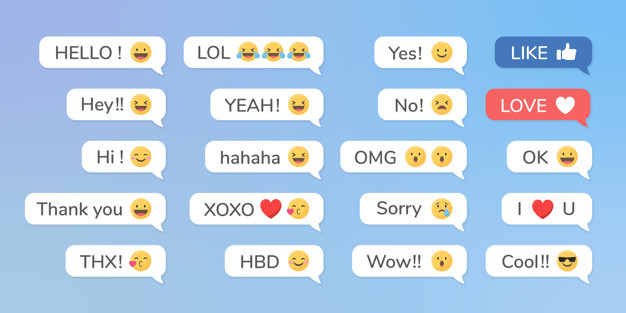 HELLO ! 😀
LOL 😂😂😂
Yes! 🙂
LIKE 👍
Hey!! 😆
YEAH! 😆
No! 😣
LOVE 🤍
Hi ! 😊
hahaha 😆
OMG 😮😮
OK 😀
Thank you 😀
XOXO ❤️😘
Sorry 😢
I ❤️ U
THX! 😘
HBD 😊
Wow!! 😮
Cool!! 😎